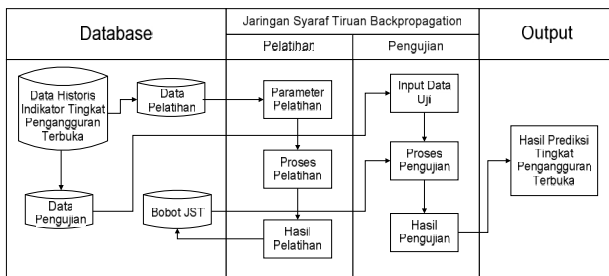 Database
Jaringan Syaraf Tiruan Backpropagation
Output
Pelatihan
Pengujian
Data Historis
Indikator Tingkat
Pengangguran
Terbuka
Data
Pelatihan
Parameter
Pelatihan
Input Data
Uji
Proses
Pelatihan
Proses
Pengujian
Hasil Prediksi
Tingkat
Pengangguran
Terbuka
Data
Pengujian
Bobot JST
Hasil
Pelatihan
Hasil
Pengujian